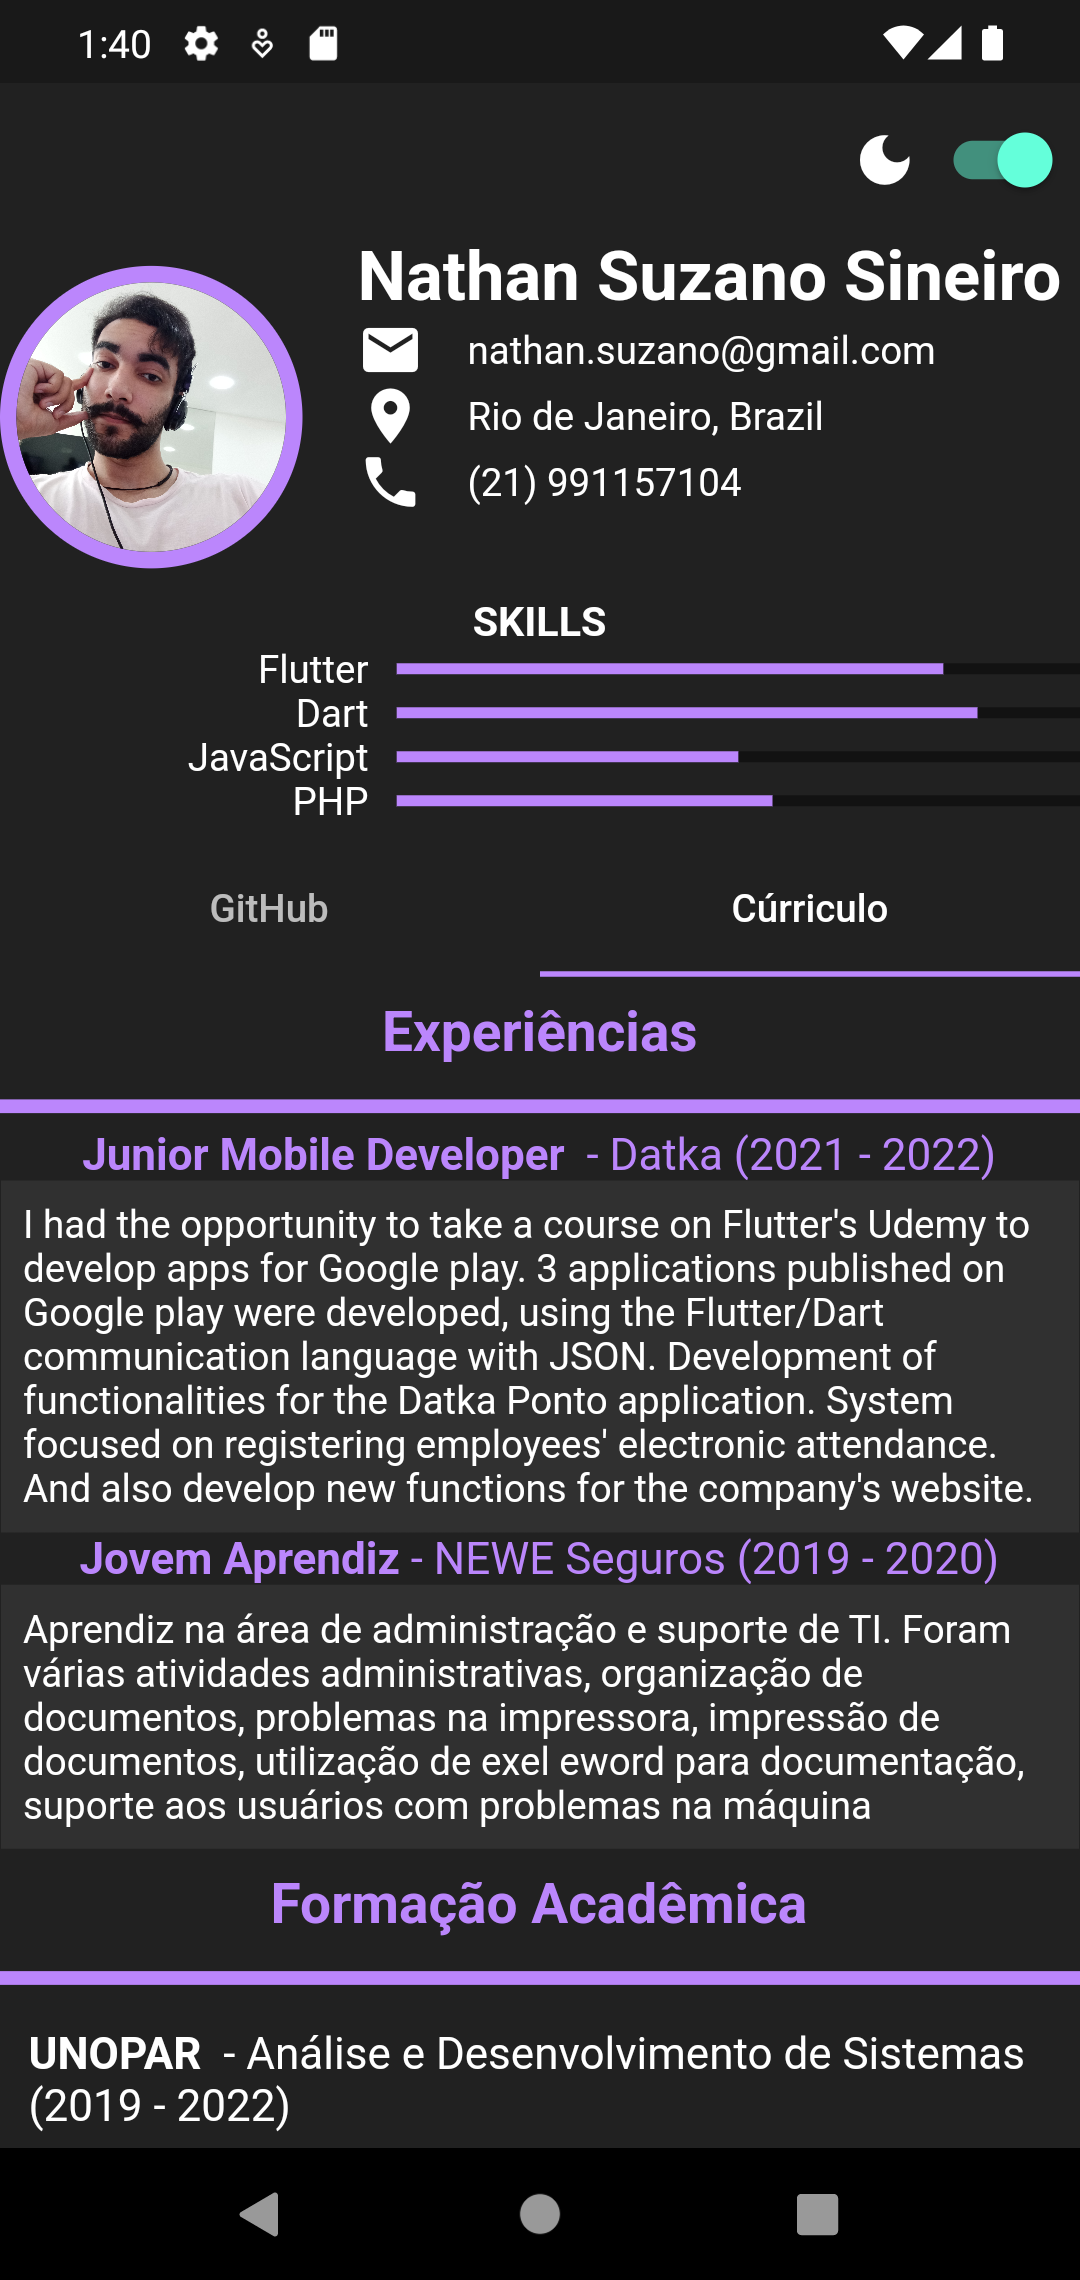 1:40
Nathan Suzano Sineiro
nathan.suzano@gmail.com
Rio de Janeiro, Brazil
(21) 991157104
SKILLS
Flutter
Dart
JavaScript
PHP
GitHub
Cúrriculo
Experiências
Junior Mobile Developer - Datka (2021 - 2022)
I had the opportunity to take a course on Flutter's Udemy to
develop apps for Google play. 3 applications published on
Google play were developed, using the Flutter/Dart
communication language with JSON. Development of
functionalities for the Datka Ponto application. System
focused on registering employees' electronic attendance.
And also develop new functions for the company's website.
Jovem Aprendiz - NEWE Seguros (2019 - 2020)
Aprendiz na área de administração e suporte de TI. Foram
várias atividades administrativas, organização de
documentos, problemas na impressora, impressão de
documentos, utilização de exel eword para documentação,
suporte aos usuários com problemas na máquina
Formação Acadêmica
UNOPAR - Análise e Desenvolvimento de Sistemas
(2019 - 2022)